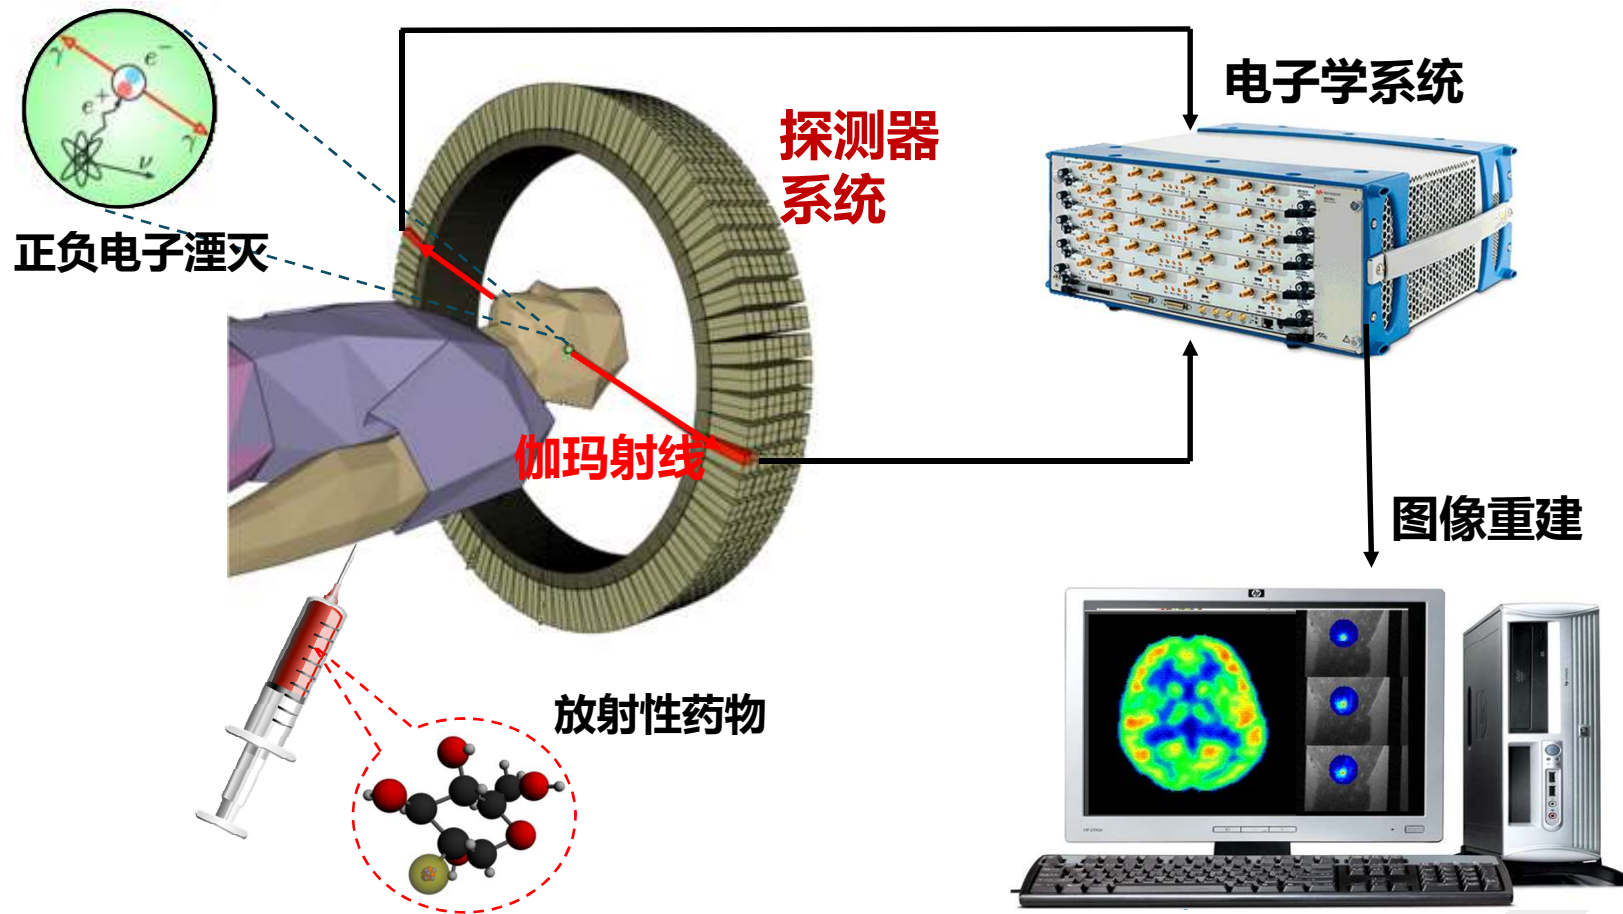 γ
e⁻
e⁺
γ
ν
正负电子湮灭
探测器
系统
电子学系统
伽玛射线
图像重建
放射性药物
hp